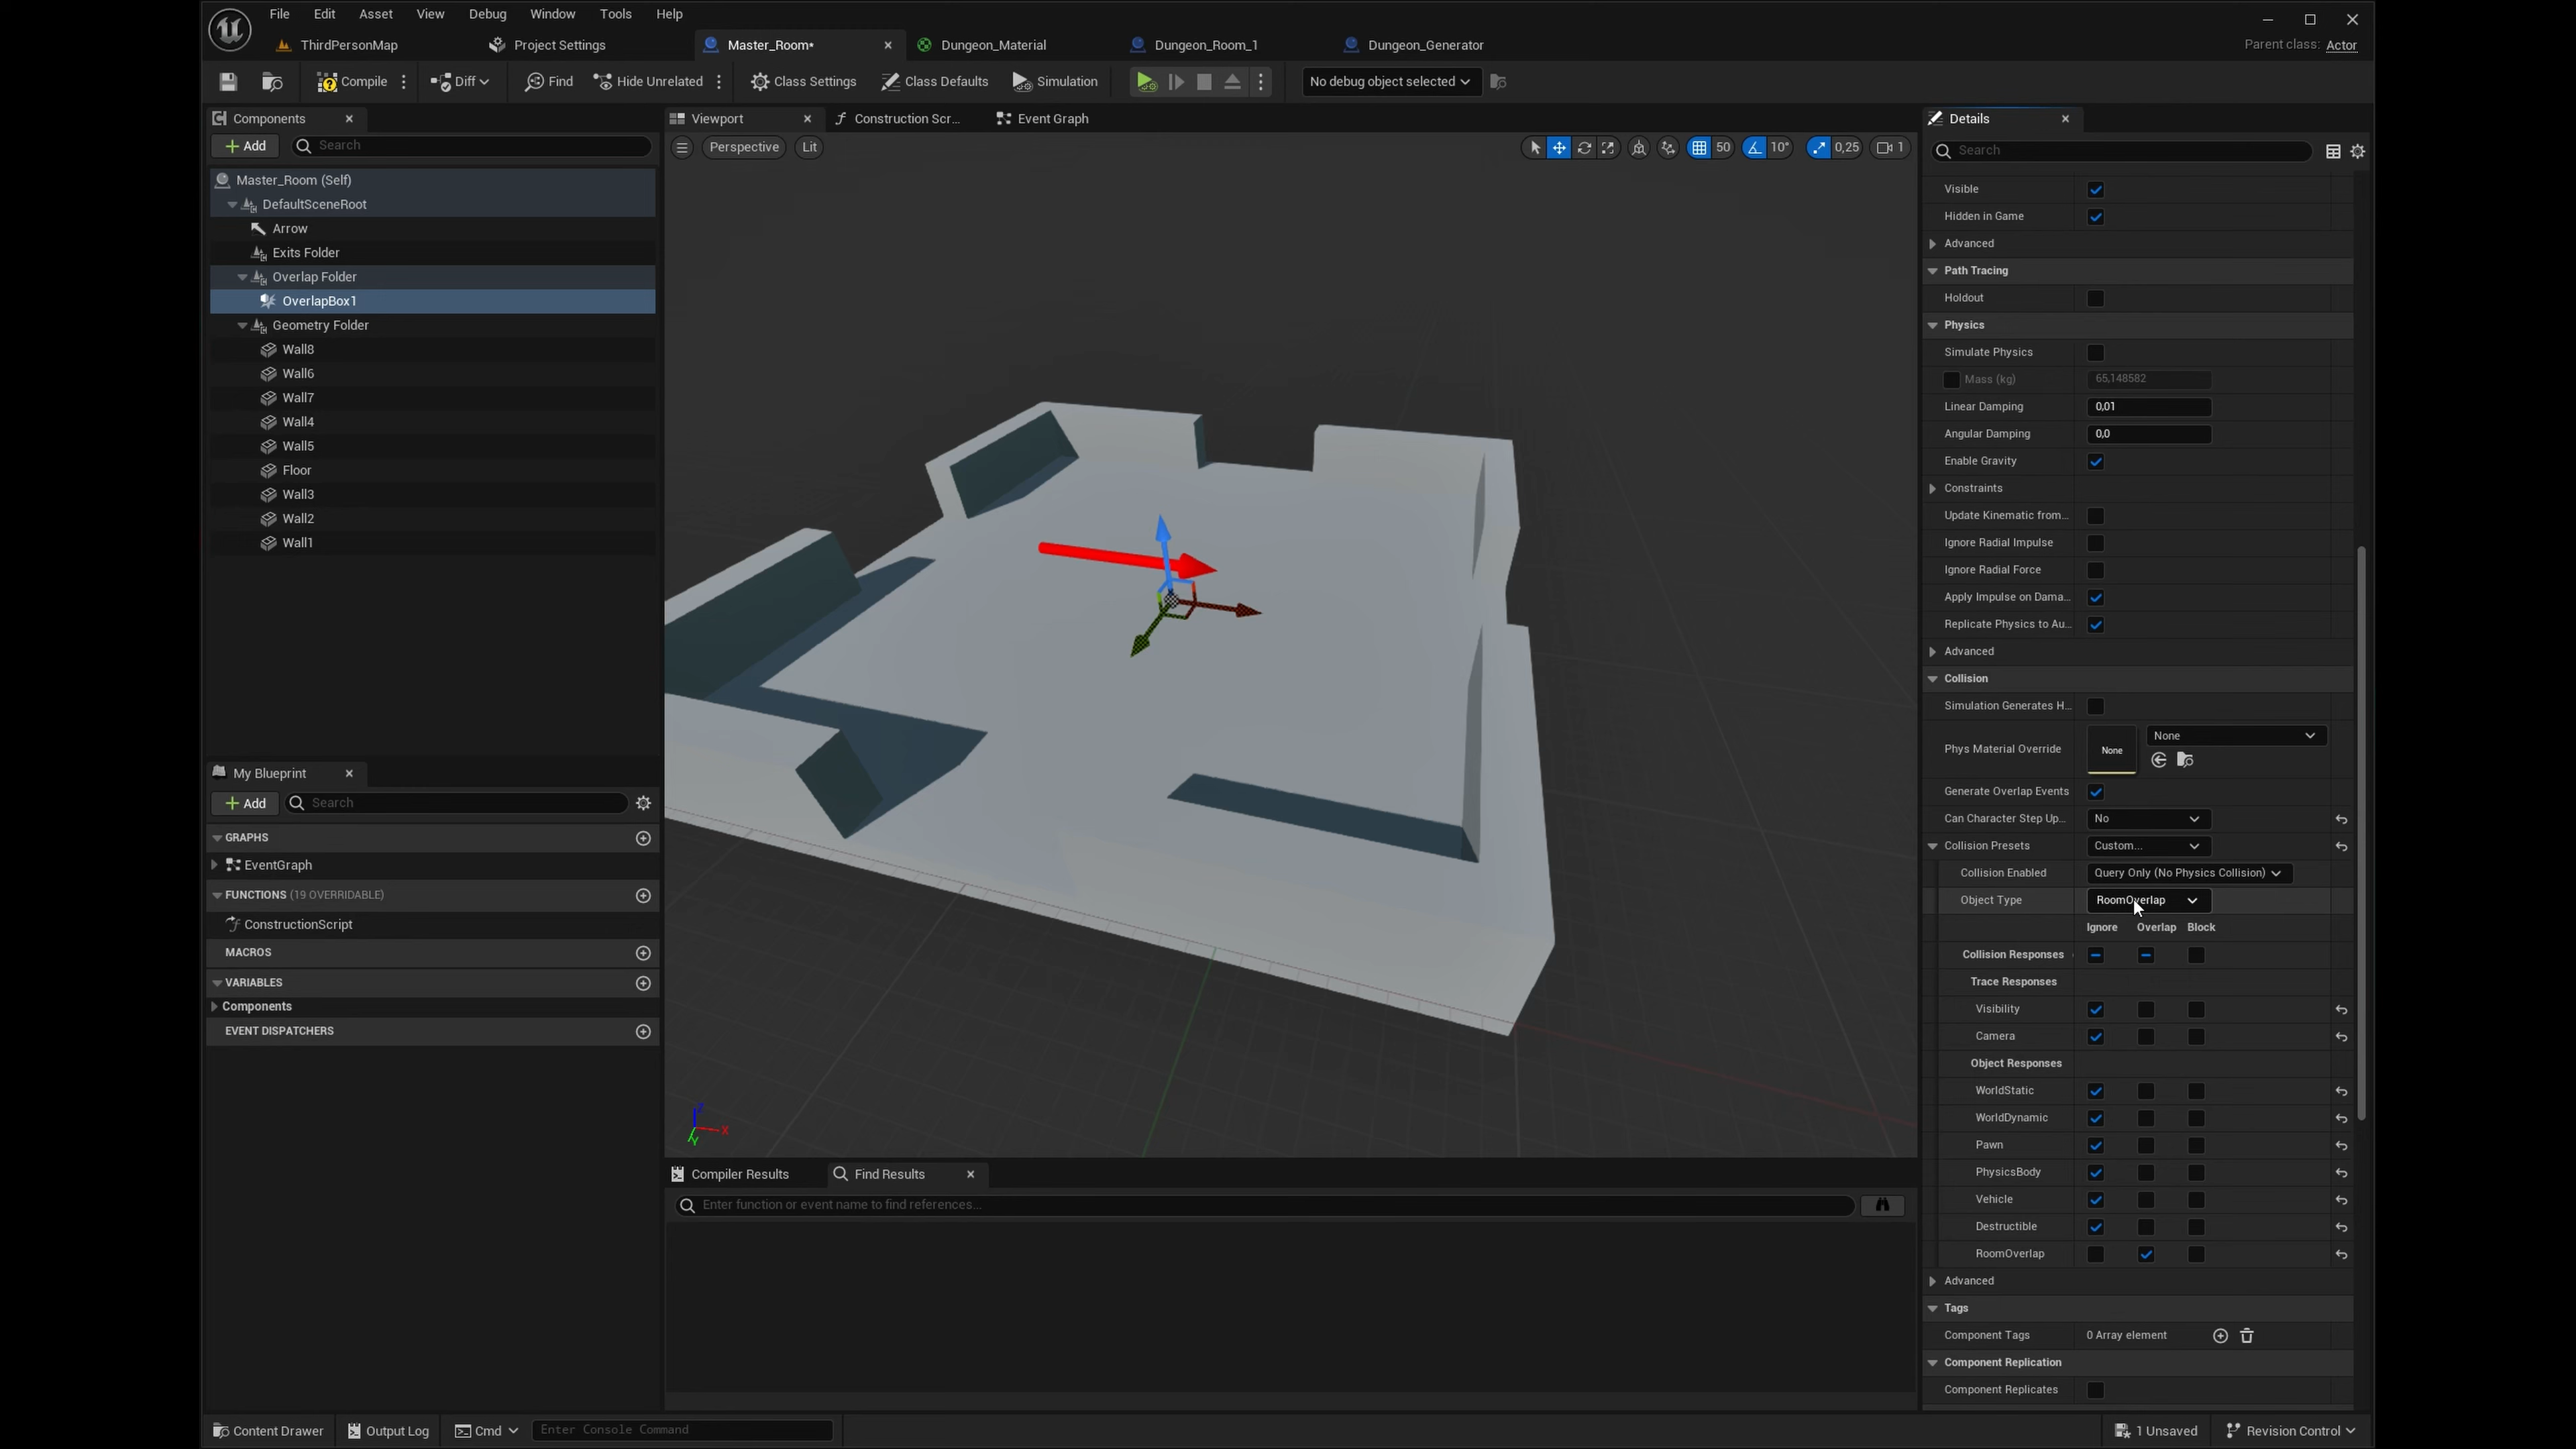 File Edit Asset View Debug Window Tools Help
ThirdPersonMap Project Settings Master_Room* Dungeon_Material Dungeon_Room_1 Dungeon_Generator
Parent class: Actor
Compile Diff Find Hide Unrelated Class Settings Class Defaults Simulation No debug object selected
Components
Add Search
Master_Room (Self)
DefaultSceneRoot
Arrow
Exits Folder
Overlap Folder
OverlapBox1
Geometry Folder
Wall8
Wall6
Wall7
Wall4
Wall5
Floor
Wall3
Wall2
Wall1
My Blueprint
Add Search
GRAPHS
EventGraph
FUNCTIONS (19 OVERRIDABLE)
ConstructionScript
MACROS
VARIABLES
Components
EVENT DISPATCHERS
Viewport Construction Scr... Event Graph
Perspective Lit 50 10° 0,25 1
Z
X
Y
Compiler Results Find Results
Enter function or event name to find references...
Details
Search
Visible
Hidden in Game
Advanced
Path Tracing
Holdout
Physics
Simulate Physics
Mass (kg) 65,148582
Linear Damping 0,01
Angular Damping 0,0
Enable Gravity
Constraints
Update Kinematic from...
Ignore Radial Impulse
Ignore Radial Force
Apply Impulse on Dama...
Replicate Physics to Au...
Advanced
Collision
Simulation Generates H...
Phys Material Override None None
Generate Overlap Events
Can Character Step Up... No
Collision Presets Custom...
Collision Enabled Query Only (No Physics Collision)
Object Type RoomOverlap
Ignore Overlap Block
Collision Responses
Trace Responses
Visibility
Camera
Object Responses
WorldStatic
WorldDynamic
Pawn
PhysicsBody
Vehicle
Destructible
RoomOverlap
Advanced
Tags
Component Tags 0 Array element
Component Replication
Component Replicates
Content Drawer Output Log Cmd Enter Console Command 1 Unsaved Revision Control